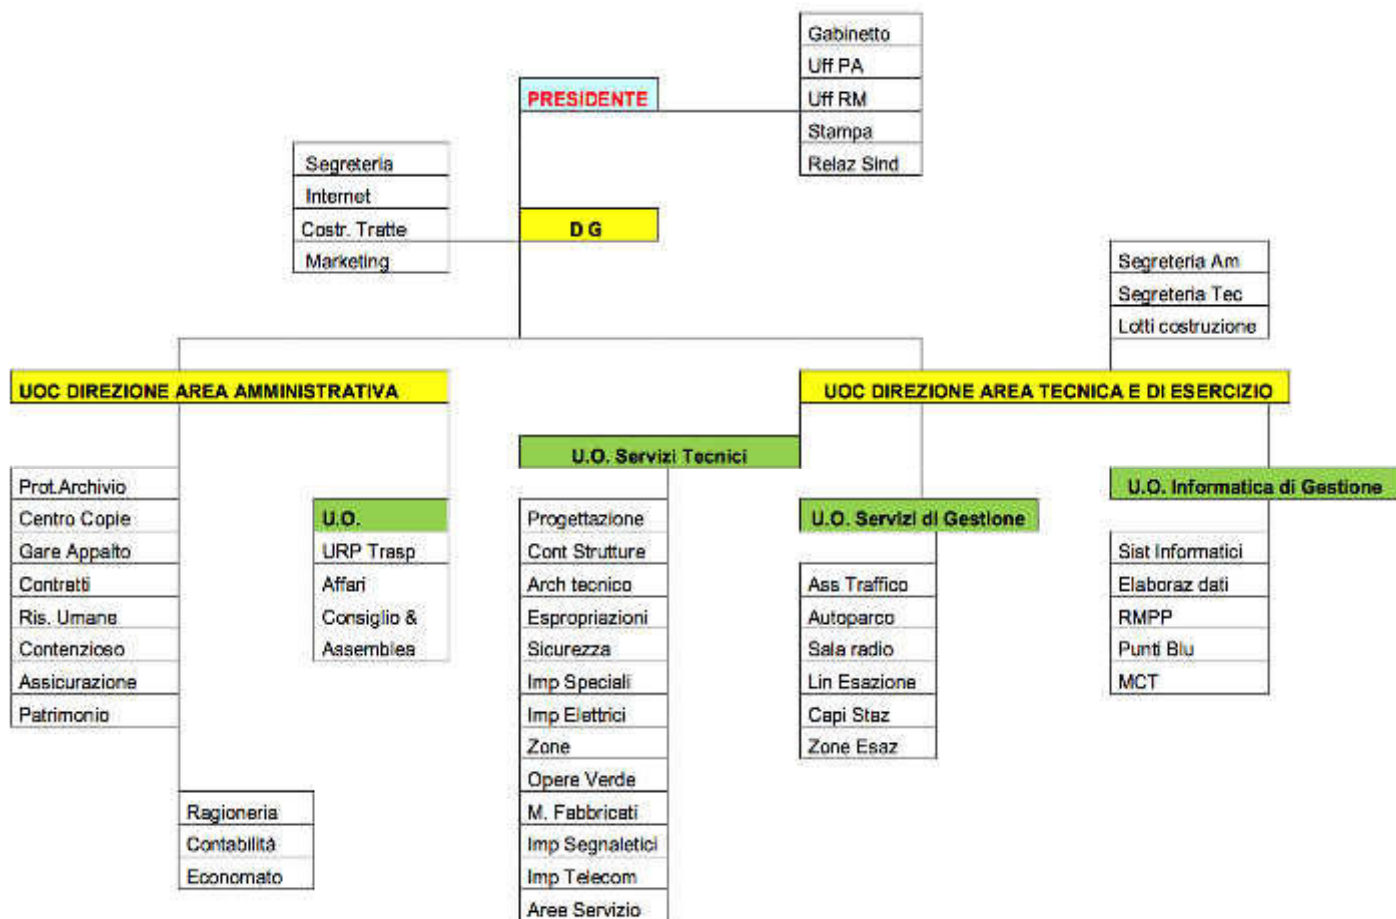 Gabinetto
Uff PA
PRESIDENTE
Uff RM
Stampa
Relaz Sind
Segreteria
Internet
Costr. Tratte
Marketing
D G
Segreteria Am
Segreteria Tec
Lotti costruzione
UOC DIREZIONE AREA AMMINISTRATIVA
UOC DIREZIONE AREA TECNICA E DI ESERCIZIO
Prot.Archivio
Centro Copie
Gare Appalto
Contratti
Ris. Umane
Contenzioso
Assicurazione
Patrimonio
Ragioneria
Contabilità
Economato
U.O.
URP Trasp
Affari
Consiglio &
Assemblea
U.O. Servizi Tecnici
Progettazione
Cont Strutture
Arch tecnico
Espropriazioni
Sicurezza
Imp Speciali
Imp Elettrici
Zone
Opere Verde
M. Fabbricati
Imp Segnaletici
Imp Telecom
Aree Servizio
U.O. Servizi di Gestione
Ass Traffico
Autoparco
Sala radio
Lin Esazione
Capi Staz
Zone Esaz
U.O. Informatica di Gestione
Sist Informatici
Elaboraz dati
RMPP
Punti Blu
MCT